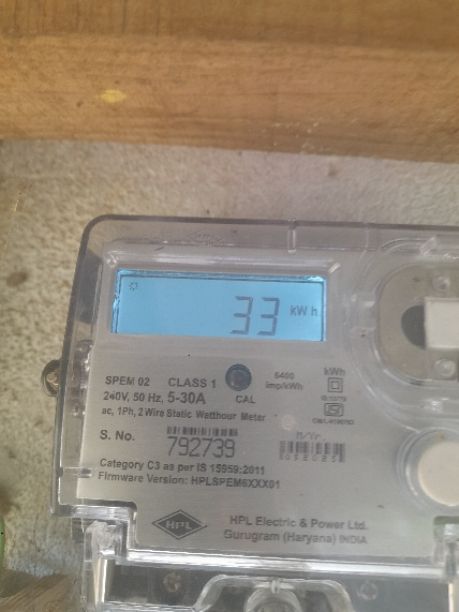 33 kWh
SPEM 02 CLASS 1
6400 imp/kWh
kWh
240V, 50 Hz, 5-30A CAL
ac, 1Ph, 2 Wire Static Watthour Meter
S. No. 792739
M/Yr.
Category C3 as per IS 15959:2011
Firmware Version: HPLSPEM6XXX01
HPL
HPL Electric & Power Ltd.
Gurugram (Haryana) INDIA